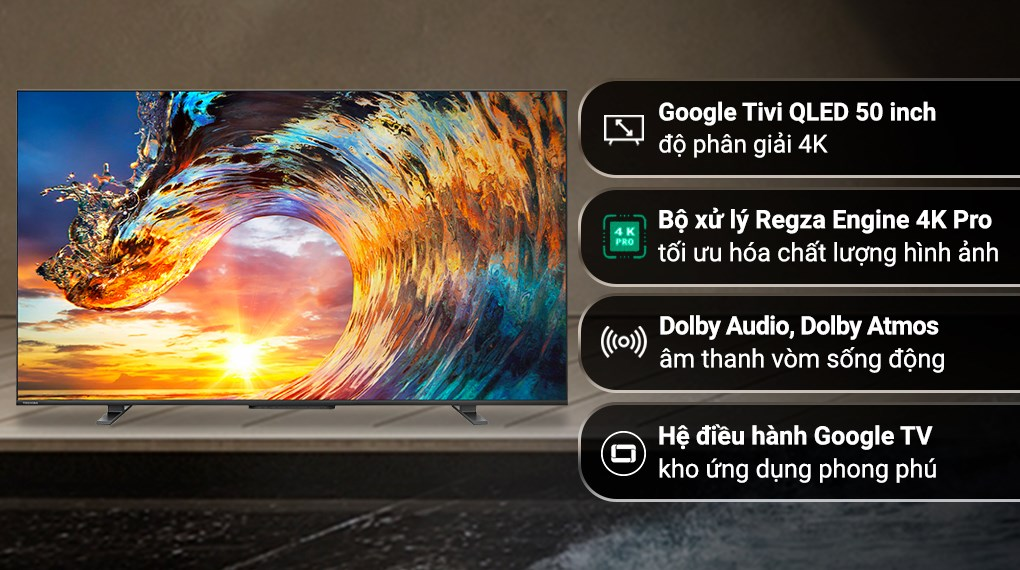 Google Tivi QLED 50 inch
độ phân giải 4K
4 K
PRO
Bộ xử lý Regza Engine 4K Pro
tối ưu hóa chất lượng hình ảnh
Dolby Audio, Dolby Atmos
âm thanh vòm sống động
Hệ điều hành Google TV
kho ứng dụng phong phú
TOSHIBA